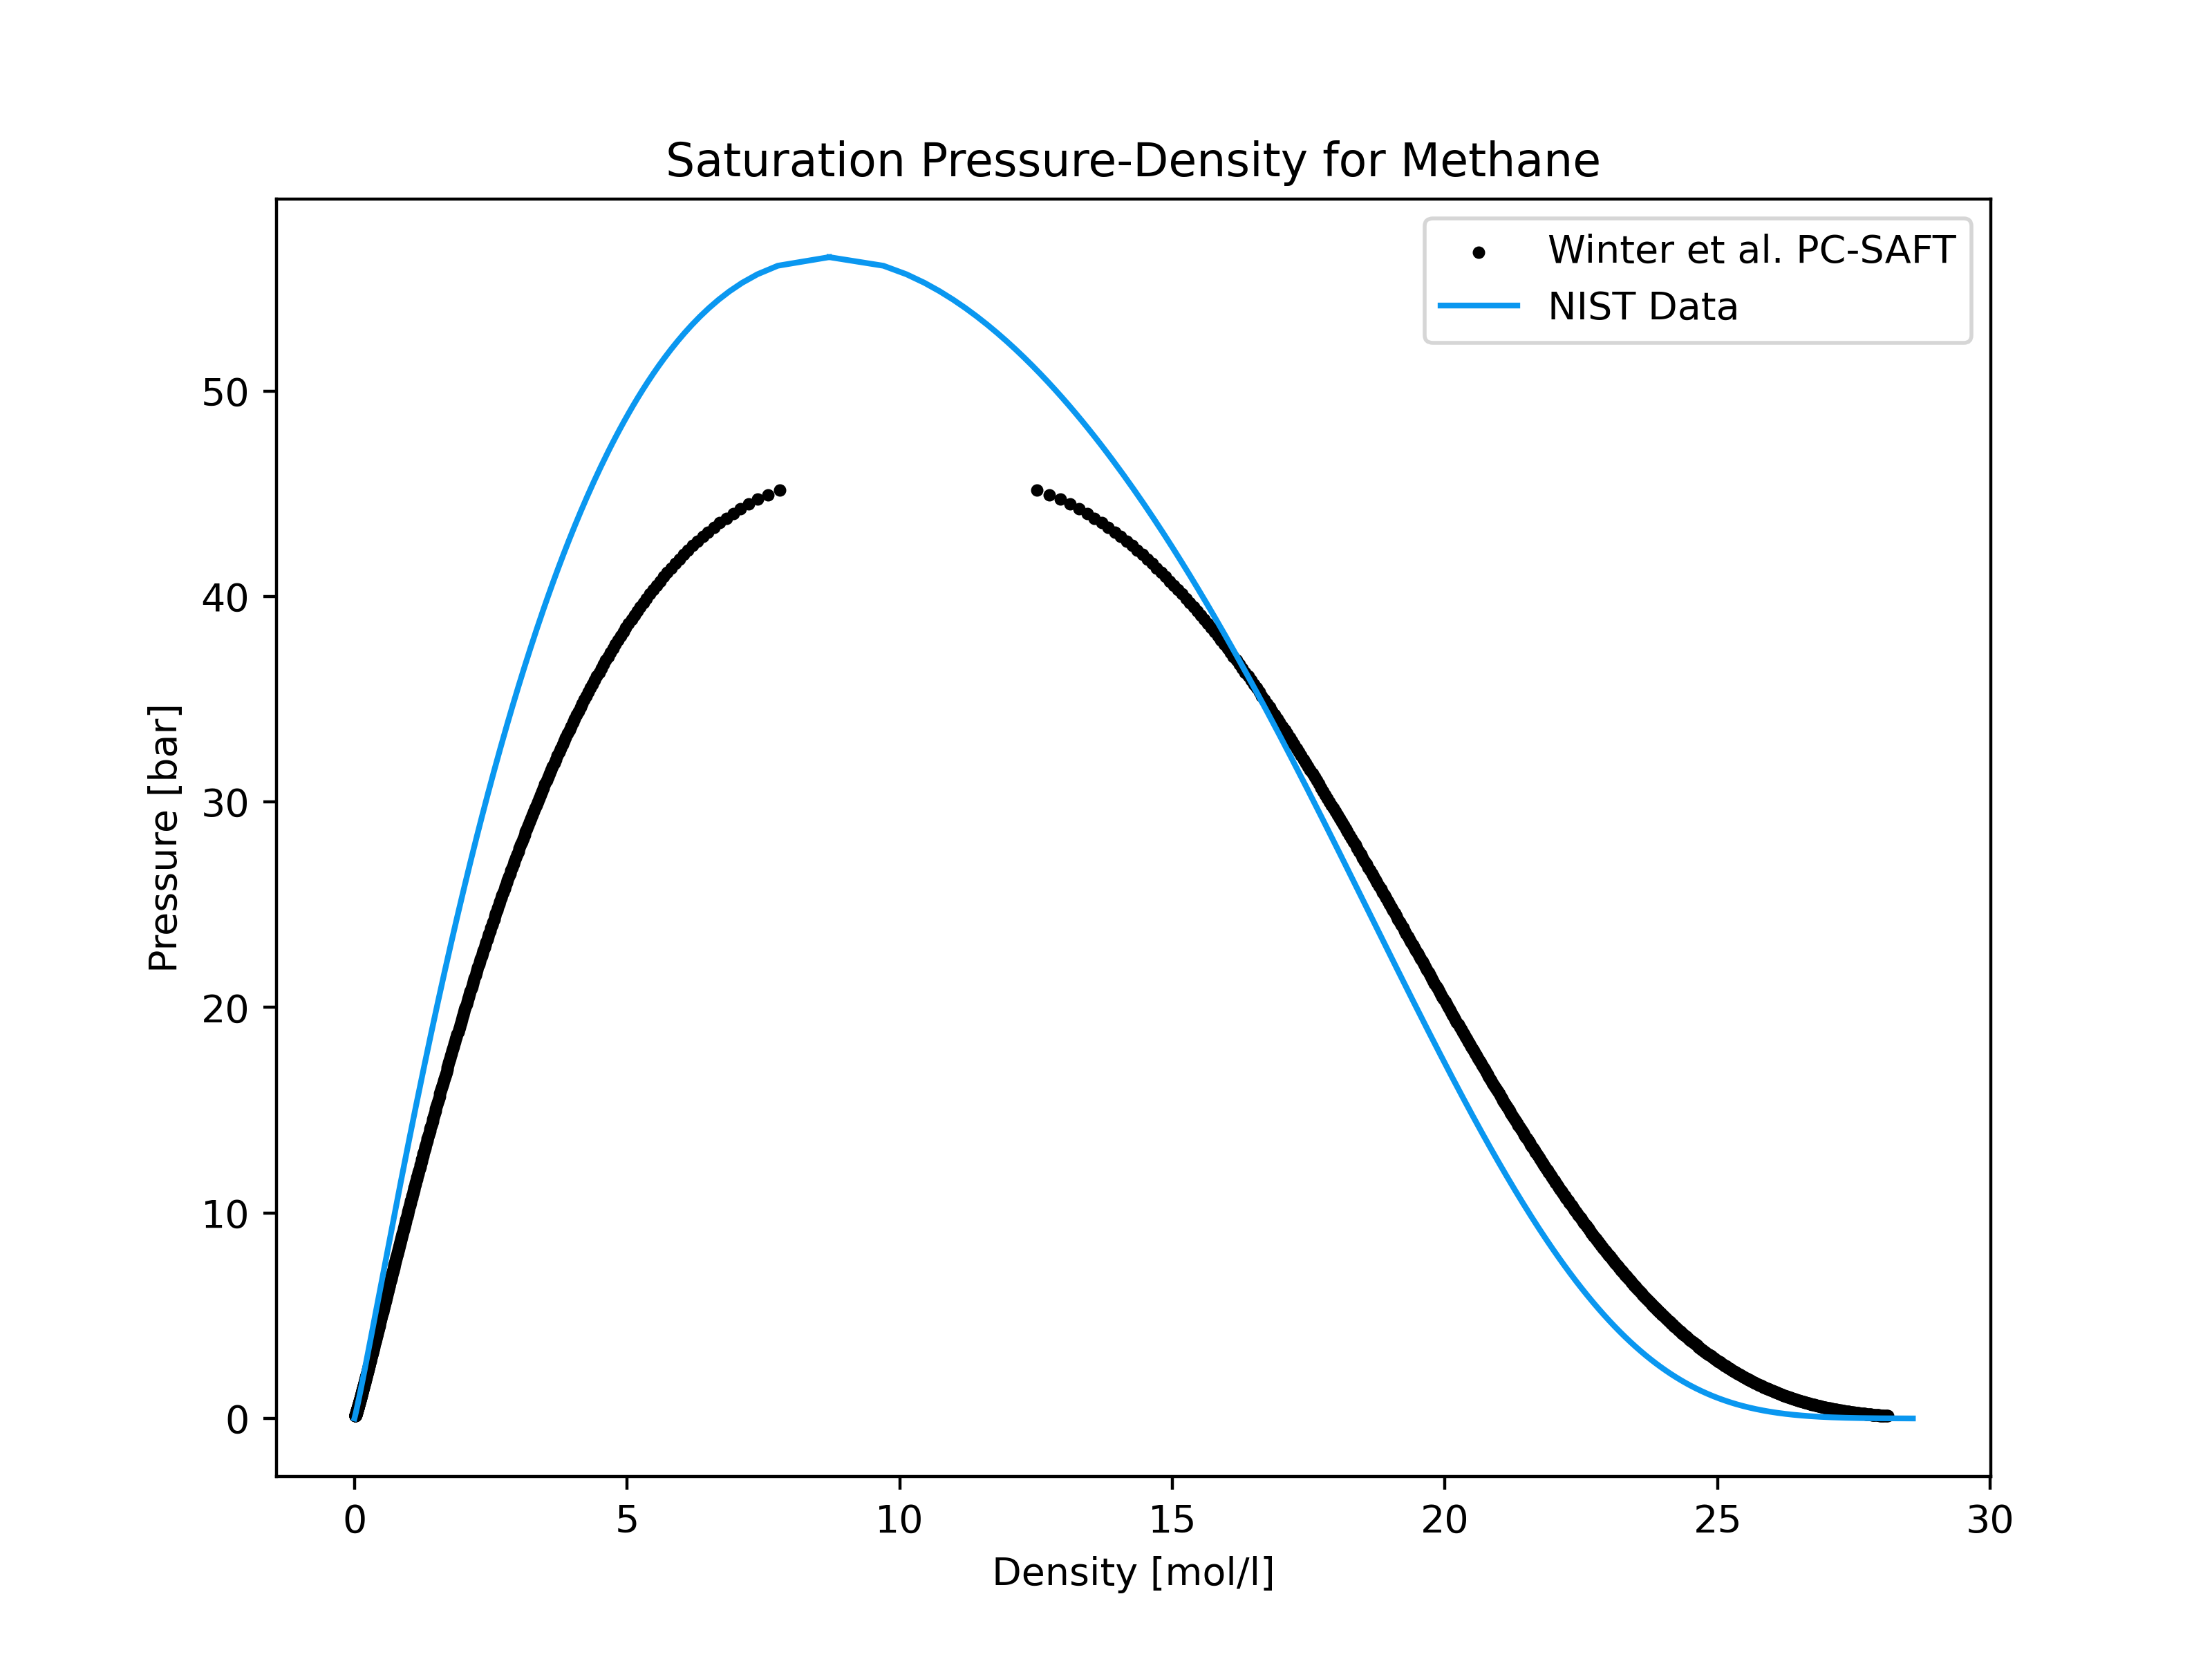 Saturation Pressure-Density for Methane
Winter et al. PC-SAFT
NIST Data
Pressure [bar]
50
40
30
20
10
0
0 5 10 15 20 25 30
Density [mol/l]